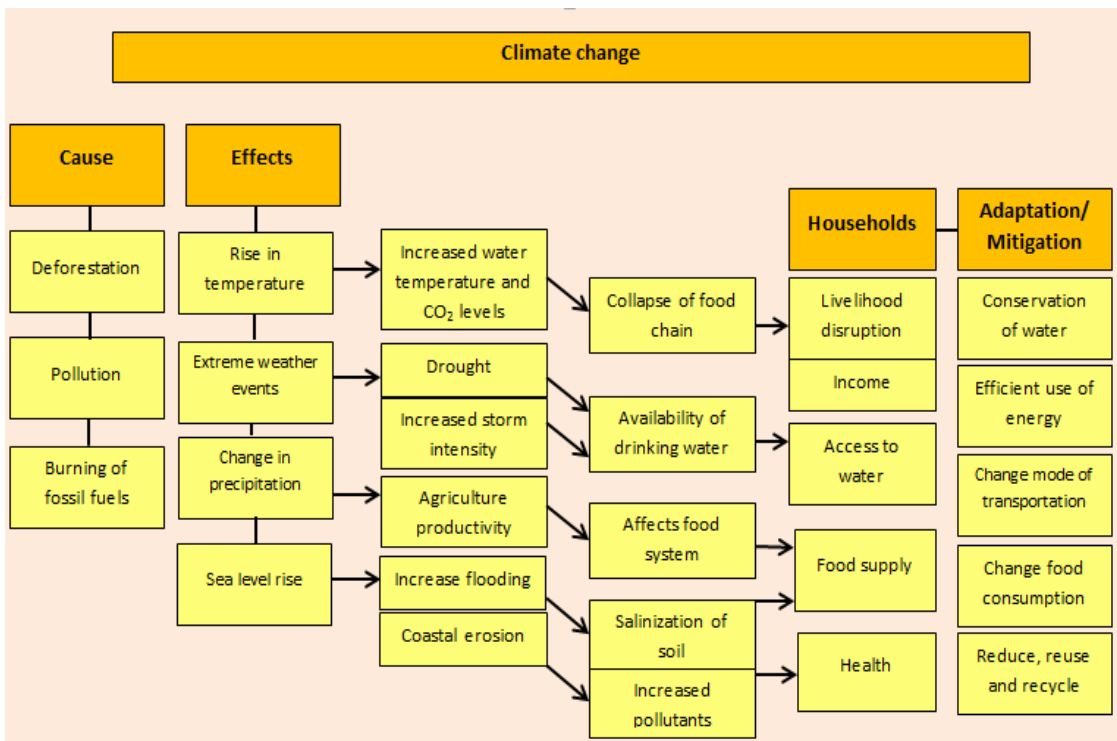 Climate change
Cause
Deforestation
Pollution
Burning of
fossil fuels
Effects
Rise in
temperature
Extreme weather
events
Change in
precipitation
Sea level rise
Increased water
temperature and
CO₂ levels
Drought
Increased storm
intensity
Agriculture
productivity
Increase flooding
Coastal erosion
Collapse of food
chain
Availability of
drinking water
Affects food
system
Salinization of
soil
Increased
pollutants
Households
Livelihood
disruption
Income
Access to
water
Food supply
Health
Adaptation/
Mitigation
Conservation
of water
Efficient use of
energy
Change mode of
transportation
Change food
consumption
Reduce, reuse
and recycle